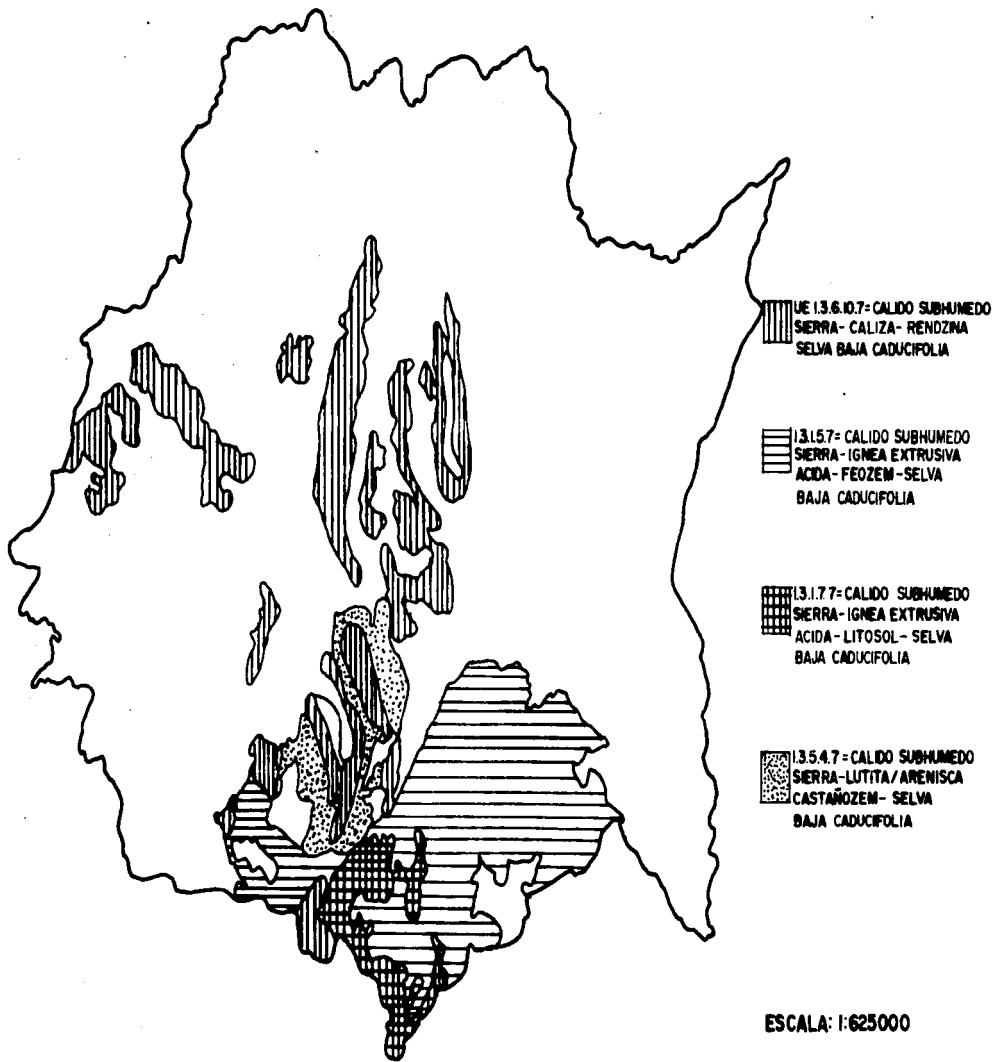 UE 1.3.6.10.7= CALIDO SUBHUMEDO
SIERRA- CALIZA- RENDZINA
SELVA BAJA CADUCIFOLIA
1.3.1.5.7= CALIDO SUBHUMEDO
SIERRA-IGNEA EXTRUSIVA
ACIDA-FEOZEM-SELVA
BAJA CADUCIFOLIA
1.3.1.7.7= CALIDO SUBHUMEDO
SIERRA-IGNEA EXTRUSIVA
ACIDA-LITOSOL-SELVA
BAJA CADUCIFOLIA
1.3.5.4.7= CALIDO SUBHUMEDO
SIERRA-LUTITA/ARENISCA
CASTAÑOZEM- SELVA
BAJA CADUCIFOLIA
ESCALA: 1:625000